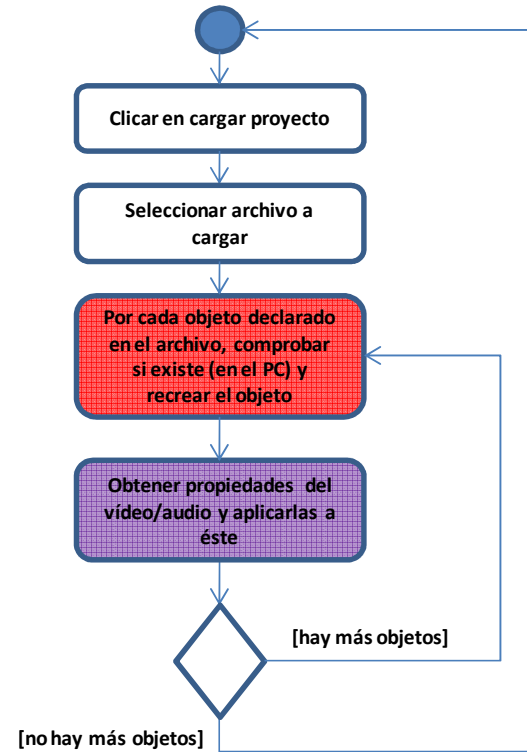 Clicar en cargar proyecto
Seleccionar archivo a
cargar
Por cada objeto declarado
en el archivo, comprobar
si existe (en el PC) y
recrear el objeto
Obtener propiedades del
vídeo/audio y aplicarlas a
éste
[hay más objetos]
[no hay más objetos]